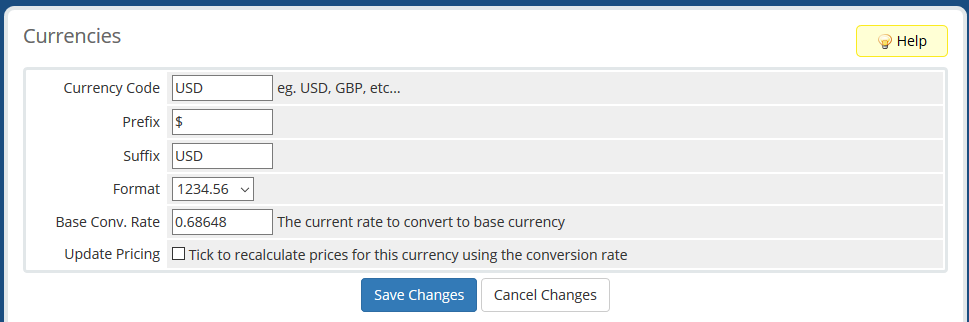 Currencies
Help
Currency Code USD eg. USD, GBP, etc...
Prefix $
Suffix USD
Format 1234.56
Base Conv. Rate 0.68648 The current rate to convert to base currency
Update Pricing Tick to recalculate prices for this currency using the conversion rate
Save Changes Cancel Changes